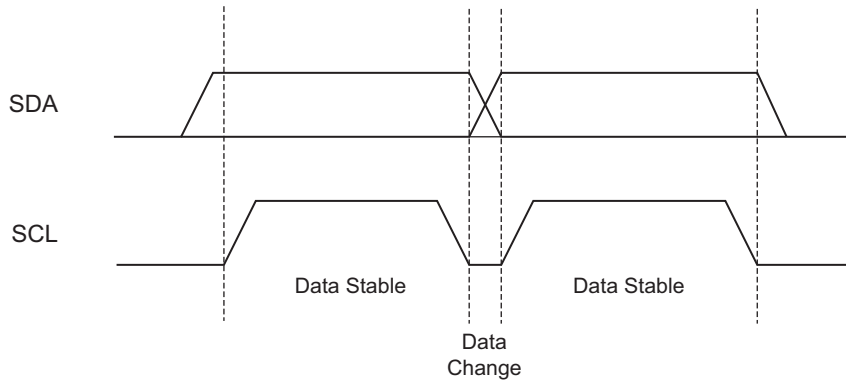 SDA
SCL
Data Stable
Data Stable
Data
Change